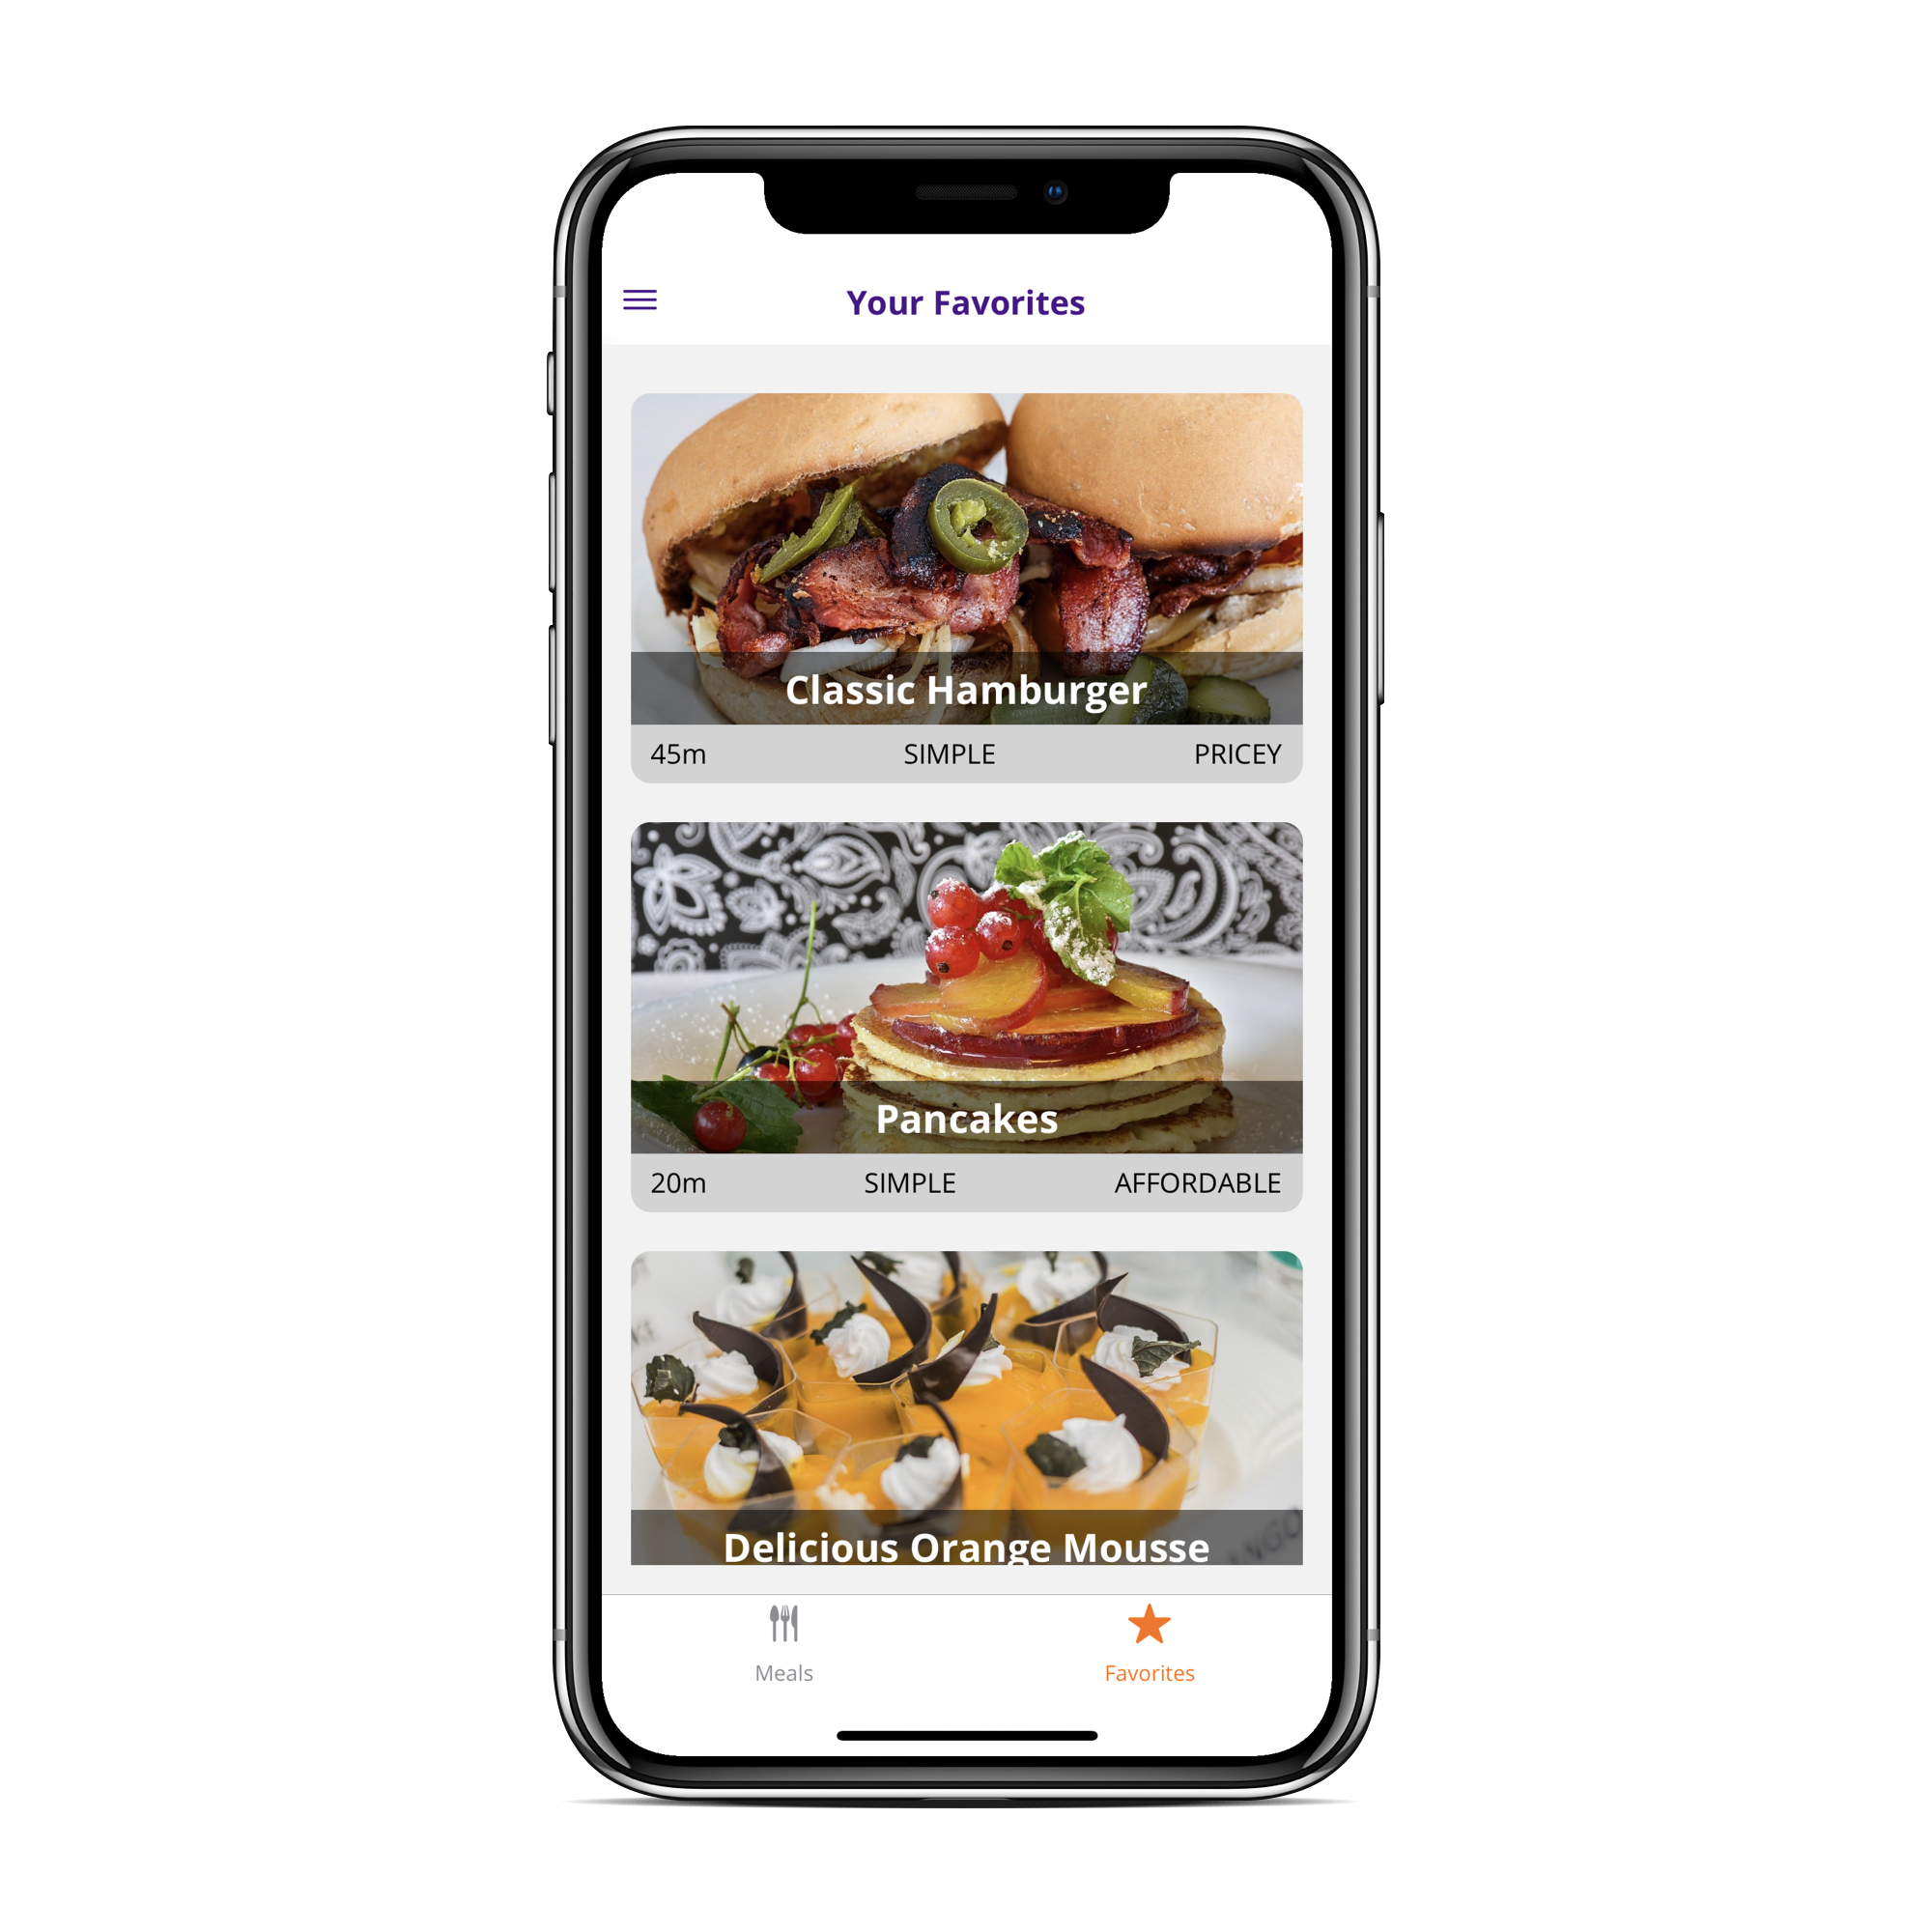 Your Favorites
Classic Hamburger
45m SIMPLE PRICEY
Pancakes
20m SIMPLE AFFORDABLE
Delicious Orange Mousse
Meals Favorites